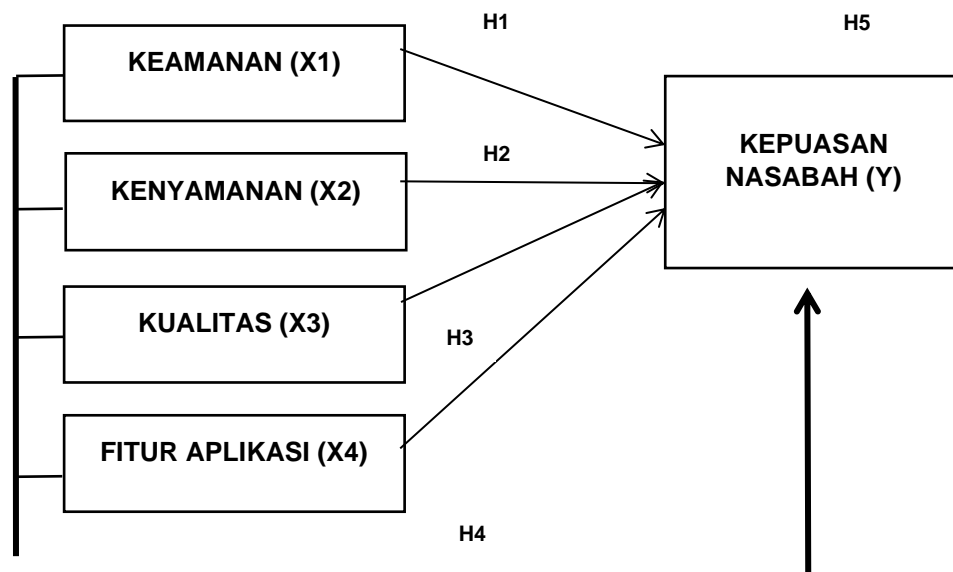 H1
H5
KEAMANAN (X1)
KEPUASAN
NASABAH (Y)
H2
KENYAMANAN (X2)
KUALITAS (X3)
H3
FITUR APLIKASI (X4)
H4